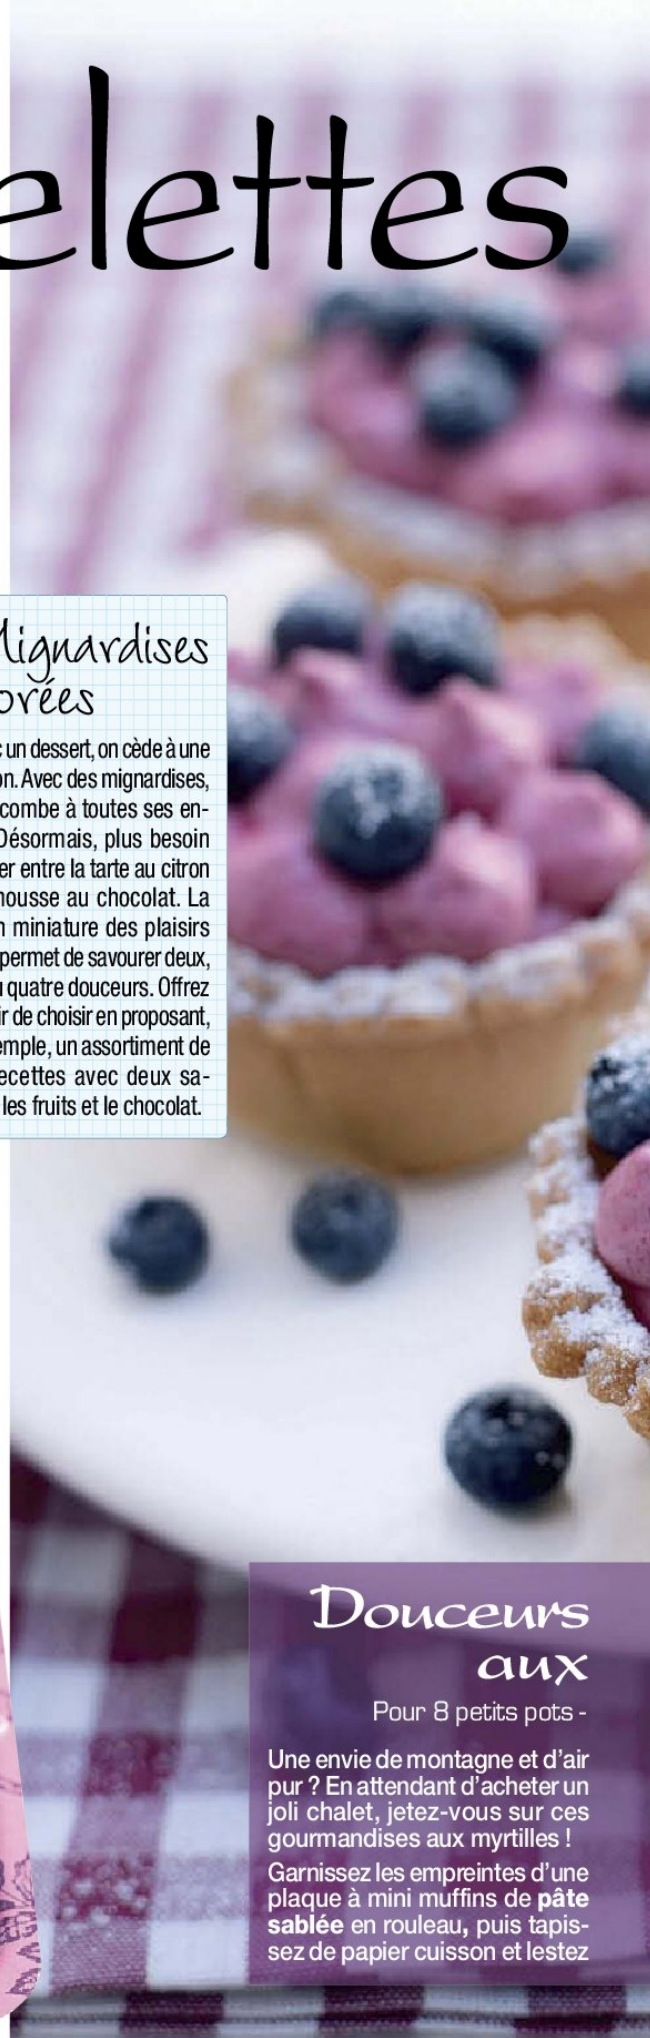 elettes
Mignardises
orées
un dessert, on cède à une
on. Avec des mignardises,
combe à toutes ses en-
Désormais, plus besoin
er entre la tarte au citron
mousse au chocolat. La
n miniature des plaisirs
permet de savourer deux,
quatre douceurs. Offrez
ir de choisir en proposant,
emple, un assortiment de
ecettes avec deux sa-
les fruits et le chocolat.
Douceurs
aux
Pour 8 petits pots -
Une envie de montagne et d'air
pur ? En attendant d'acheter un
joli chalet, jetez-vous sur ces
gourmandises aux myrtilles !
Garnissez les empreintes d'une
plaque à mini muffins de pâte
sablée en rouleau, puis tapis-
sez de papier cuisson et lestez